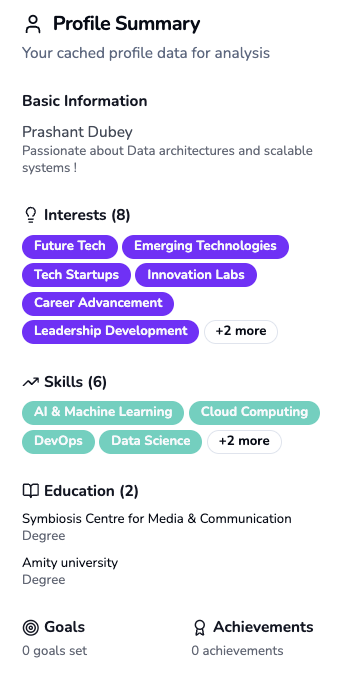 Profile Summary
Your cached profile data for analysis
Basic Information
Prashant Dubey
Passionate about Data architectures and scalable
systems !
Interests (8)
Future Tech Emerging Technologies
Tech Startups Innovation Labs
Career Advancement
Leadership Development +2 more
Skills (6)
AI & Machine Learning Cloud Computing
DevOps Data Science +2 more
Education (2)
Symbiosis Centre for Media & Communication
Degree
Amity university
Degree
Goals Achievements
0 goals set 0 achievements